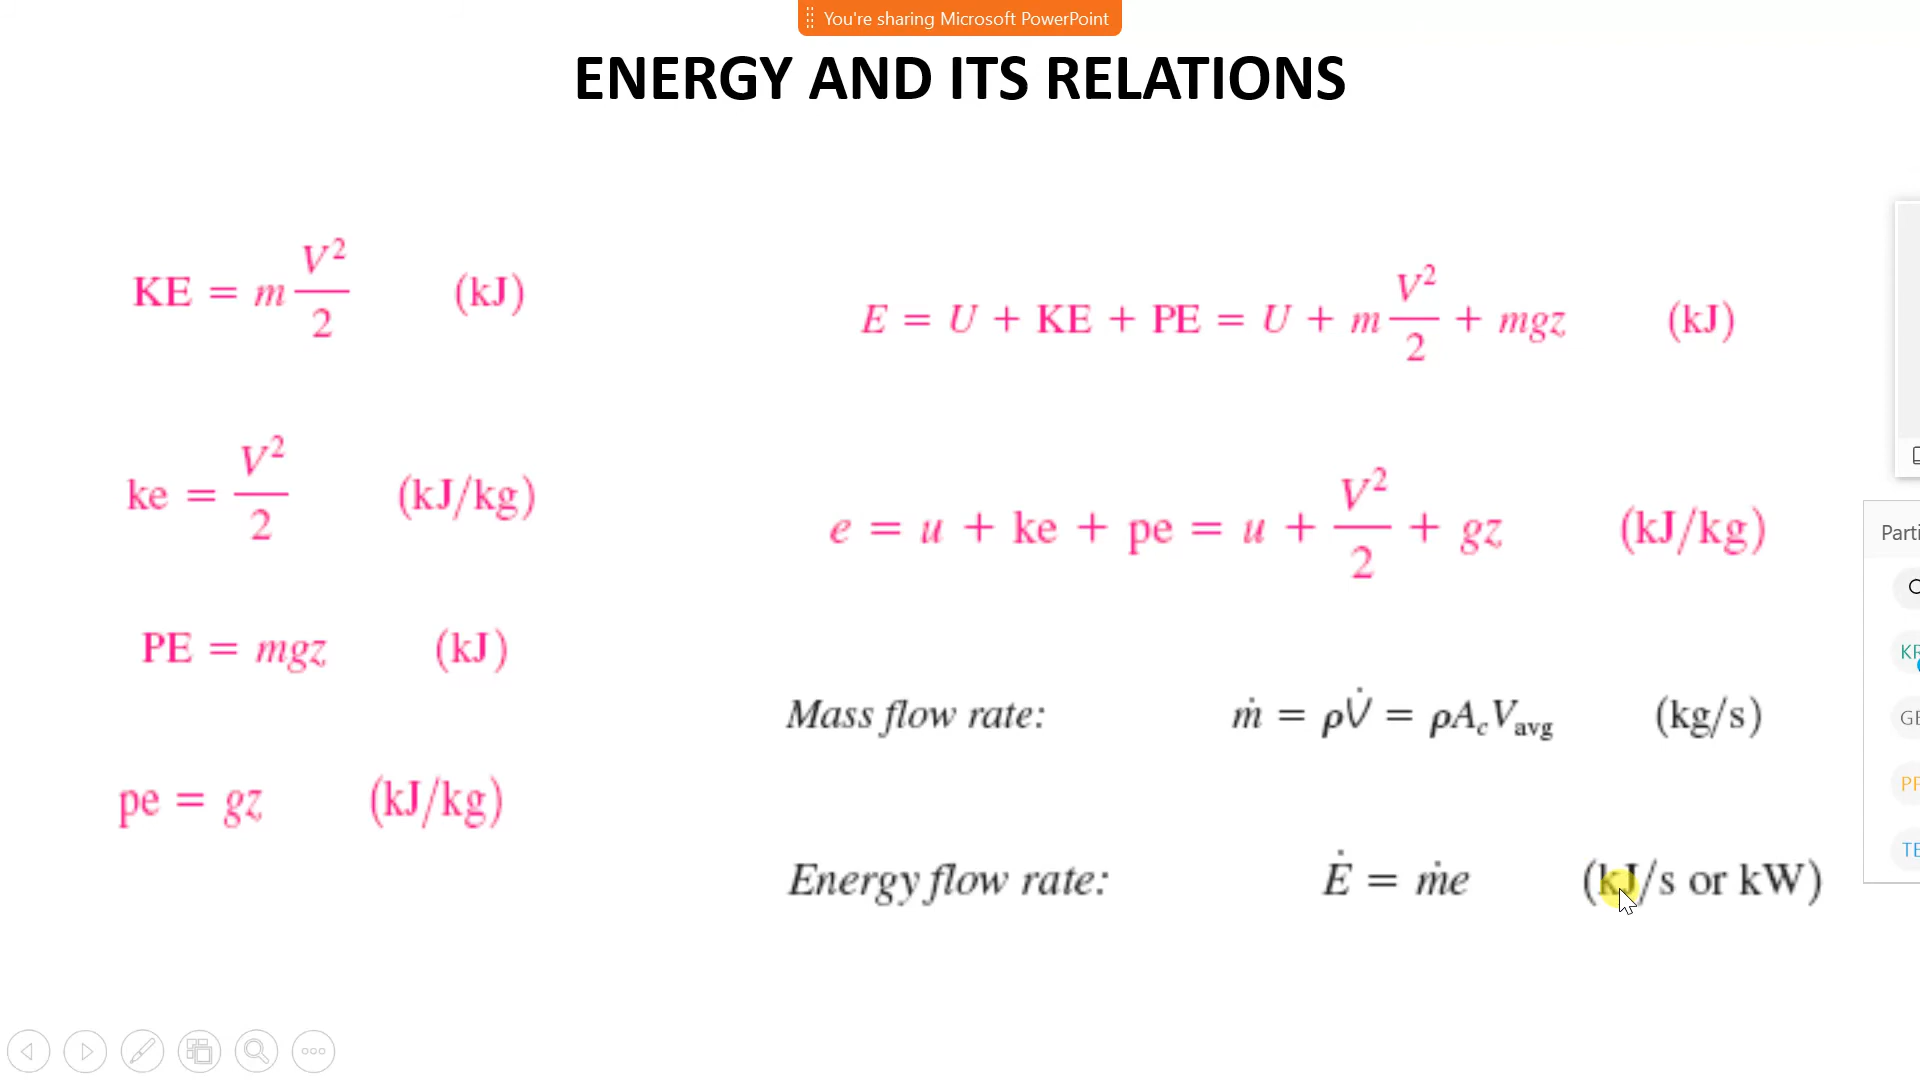 You're sharing Microsoft PowerPoint
ENERGY AND ITS RELATIONS
KE = m V²/2 (kJ)
ke = V²/2 (kJ/kg)
PE = mgz (kJ)
pe = gz (kJ/kg)
E = U + KE + PE = U + m V²/2 + mgz (kJ)
e = u + ke + pe = u + V²/2 + gz (kJ/kg)
Mass flow rate: ṁ = ρV̇ = ρA_cV_avg (kg/s)
Energy flow rate: Ė = ṁe (kJ/s or kW)
Parti
KR
GE
TE